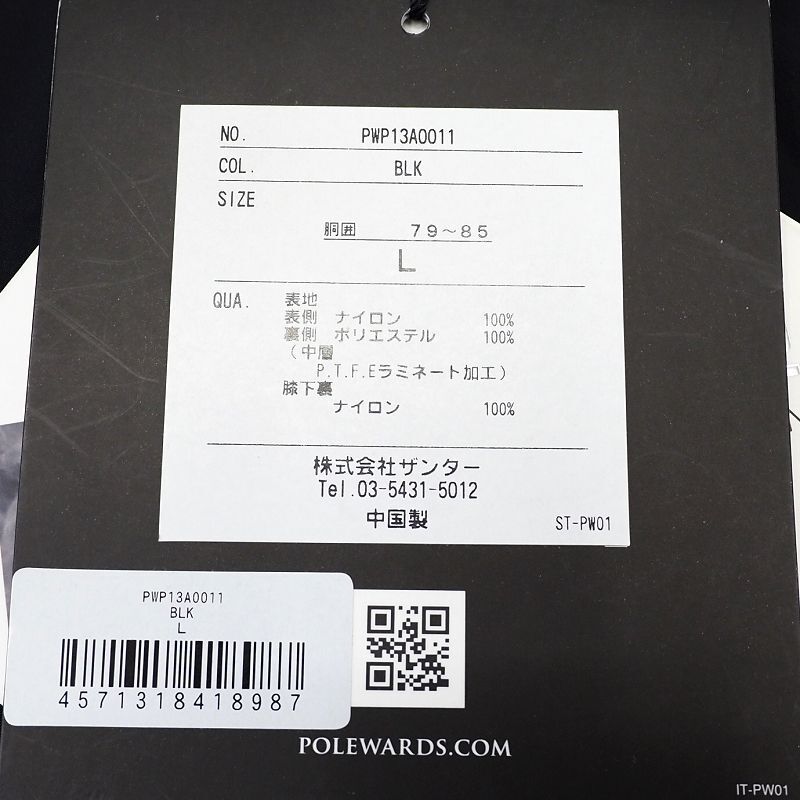 NO. PWP13A0011
COL. BLK
SIZE
胴囲 79~85
L
QUA. 表地
表側 ナイロン 100%
裏側 ポリエステル 100%
(中層
P.T.F.Eラミネート加工)
膝下裏
ナイロン 100%
株式会社ザンター
Tel.03-5431-5012
中国製
ST-PW01
PWP13A0011
BLK
L
4571318418987
POLEWARDS.COM
IT-PW01